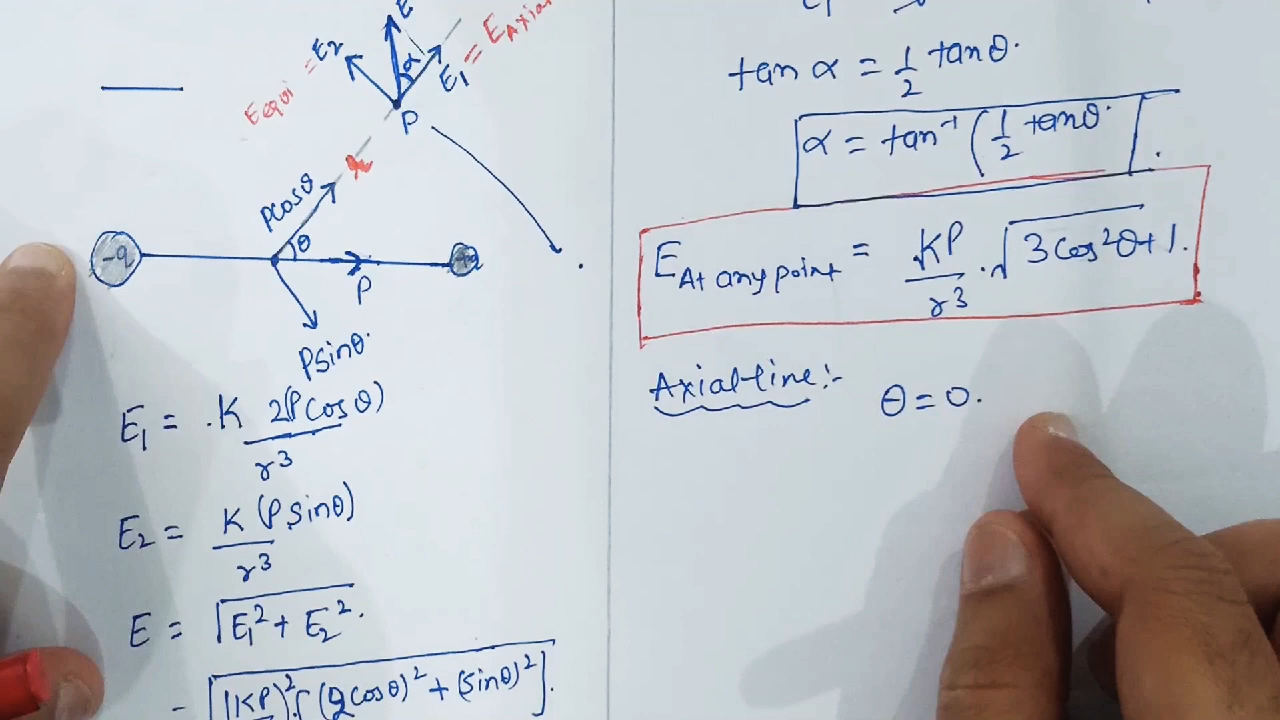 E
E2
Eequi =
α
E1 = EAxial
P
Pcosθ
θ
-q
+q
P
Psinθ.
E1 = .K 2(Pcosθ)
r3
E2 = K (Psinθ)
r3
E = √E1² + E2².
= √(KP)² [(2cosθ)² + (sinθ)²].
tan α = 1/2 tanθ.
α = tan⁻¹ (1/2 tanθ.
E At any point = KP/r³ . √3cos²θ+1.
Axial-line:- θ = 0.